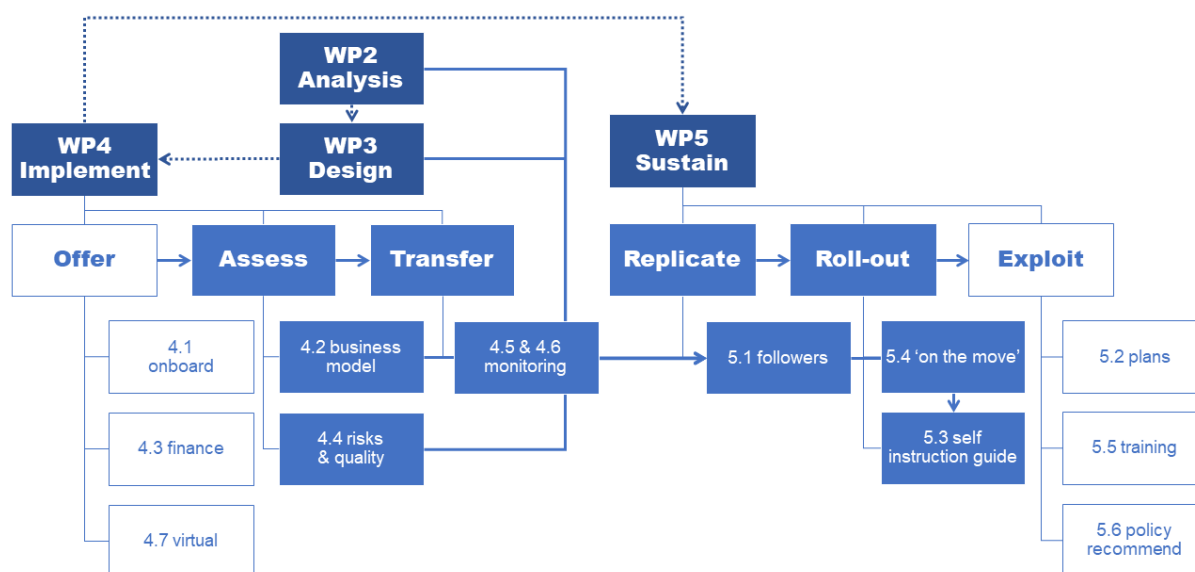 WP2
Analysis
WP4
Implement
WP3
Design
WP5
Sustain
Offer
Assess
Transfer
Replicate
Roll-out
Exploit
4.1
onboard
4.2 business
model
4.5 & 4.6
monitoring
5.1 followers
5.4 ‘on the move’
5.2 plans
4.3 finance
4.4 risks
& quality
5.3 self
instruction guide
5.5 training
4.7 virtual
5.6 policy
recommend